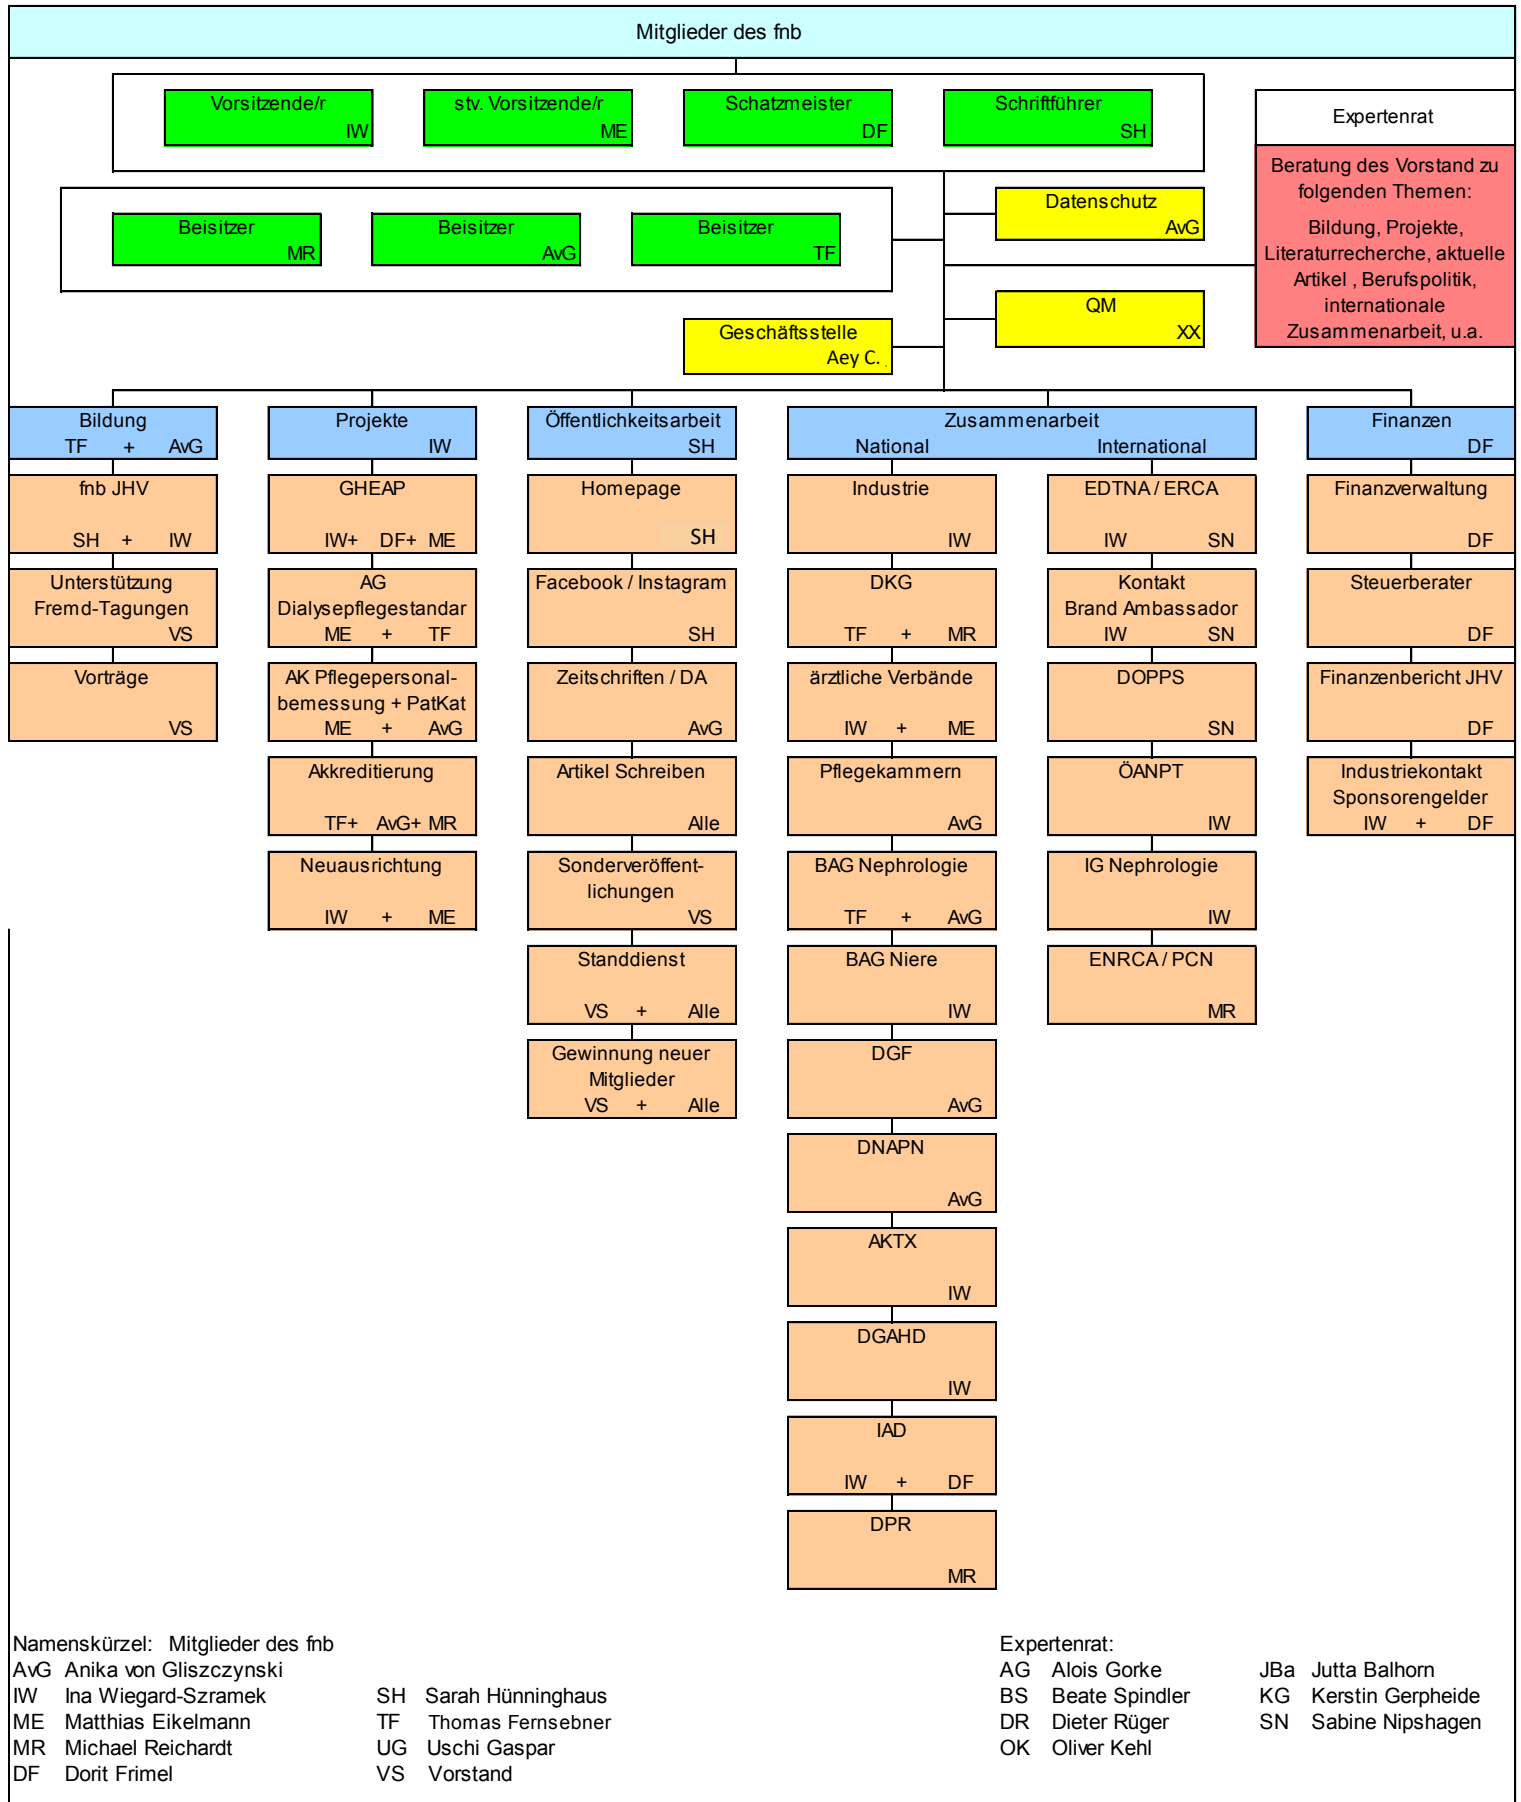 Mitglieder des fnb
Vorsitzende/r
IW
stv. Vorsitzende/r
ME
Schatzmeister
DF
Schriftführer
SH
Expertenrat
Beratung des Vorstand zu
folgenden Themen:
Bildung, Projekte,
Literaturrecherche, aktuelle
Artikel , Berufspolitik,
internationale
Zusammenarbeit, u.a.
Beisitzer
MR
Beisitzer
AvG
Beisitzer
TF
Datenschutz
AvG
QM
XX
Geschäftsstelle
Aey C.
Bildung
TF + AvG
fnb JHV
SH + IW
Unterstützung
Fremd-Tagungen
VS
Vorträge
VS
Projekte
IW
GHEAP
IW+ DF+ ME
AG
Dialysepflegestandar
ME + TF
AK Pflegepersonal-
bemessung + PatKat
ME + AvG
Akkreditierung
TF+ AvG+ MR
Neuausrichtung
IW + ME
Öffentlichkeitsarbeit
SH
Homepage
SH
Facebook / Instagram
SH
Zeitschriften / DA
AvG
Artikel Schreiben
Alle
Sonderveröffent-
lichungen
VS
Standdienst
VS + Alle
Gewinnung neuer
Mitglieder
VS + Alle
Zusammenarbeit
National International
Industrie
IW
DKG
TF + MR
ärztliche Verbände
IW + ME
Pflegekammern
AvG
BAG Nephrologie
TF + AvG
BAG Niere
IW
DGF
AvG
DNAPN
AvG
AKTX
IW
DGAHD
IW
IAD
IW + DF
DPR
MR
EDTNA / ERCA
IW SN
Kontakt
Brand Ambassador
IW SN
DOPPS
SN
ÖANPT
IW
IG Nephrologie
IW
ENRCA / PCN
MR
Finanzen
DF
Finanzverwaltung
DF
Steuerberater
DF
Finanzenbericht JHV
DF
Industriekontakt
Sponsorengelder
IW + DF
Namenskürzel: Mitglieder des fnb
AvG Anika von Gliszczynski
IW Ina Wiegard-Szramek
ME Matthias Eikelmann
MR Michael Reichardt
DF Dorit Frimel
SH Sarah Hünninghaus
TF Thomas Fernsebner
UG Uschi Gaspar
VS Vorstand
Expertenrat:
AG Alois Gorke
BS Beate Spindler
DR Dieter Rüger
OK Oliver Kehl
JBa Jutta Balhorn
KG Kerstin Gerpheide
SN Sabine Nipshagen